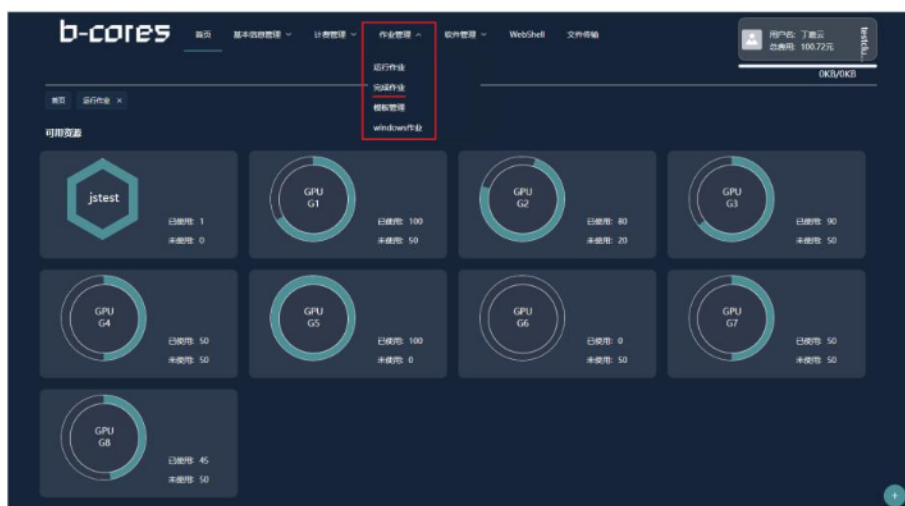 b-cores 首页 基本信息管理 计费管理 作业管理 软件管理 WebShell 文件传输
用户名: 丁磊云
总费用: 100.72元
testclu...
0KB/0KB
运行作业
完成作业
模板管理
windows作业
首页 运行作业 ×
可用资源
jstest
已使用: 1
未使用: 0
GPU
G1
已使用: 100
未使用: 50
GPU
G2
已使用: 80
未使用: 20
GPU
G3
已使用: 90
未使用: 50
GPU
G4
已使用: 50
未使用: 50
GPU
G5
已使用: 100
未使用: 0
GPU
G6
已使用: 0
未使用: 50
GPU
G7
已使用: 50
未使用: 50
GPU
G8
已使用: 45
未使用: 50
+